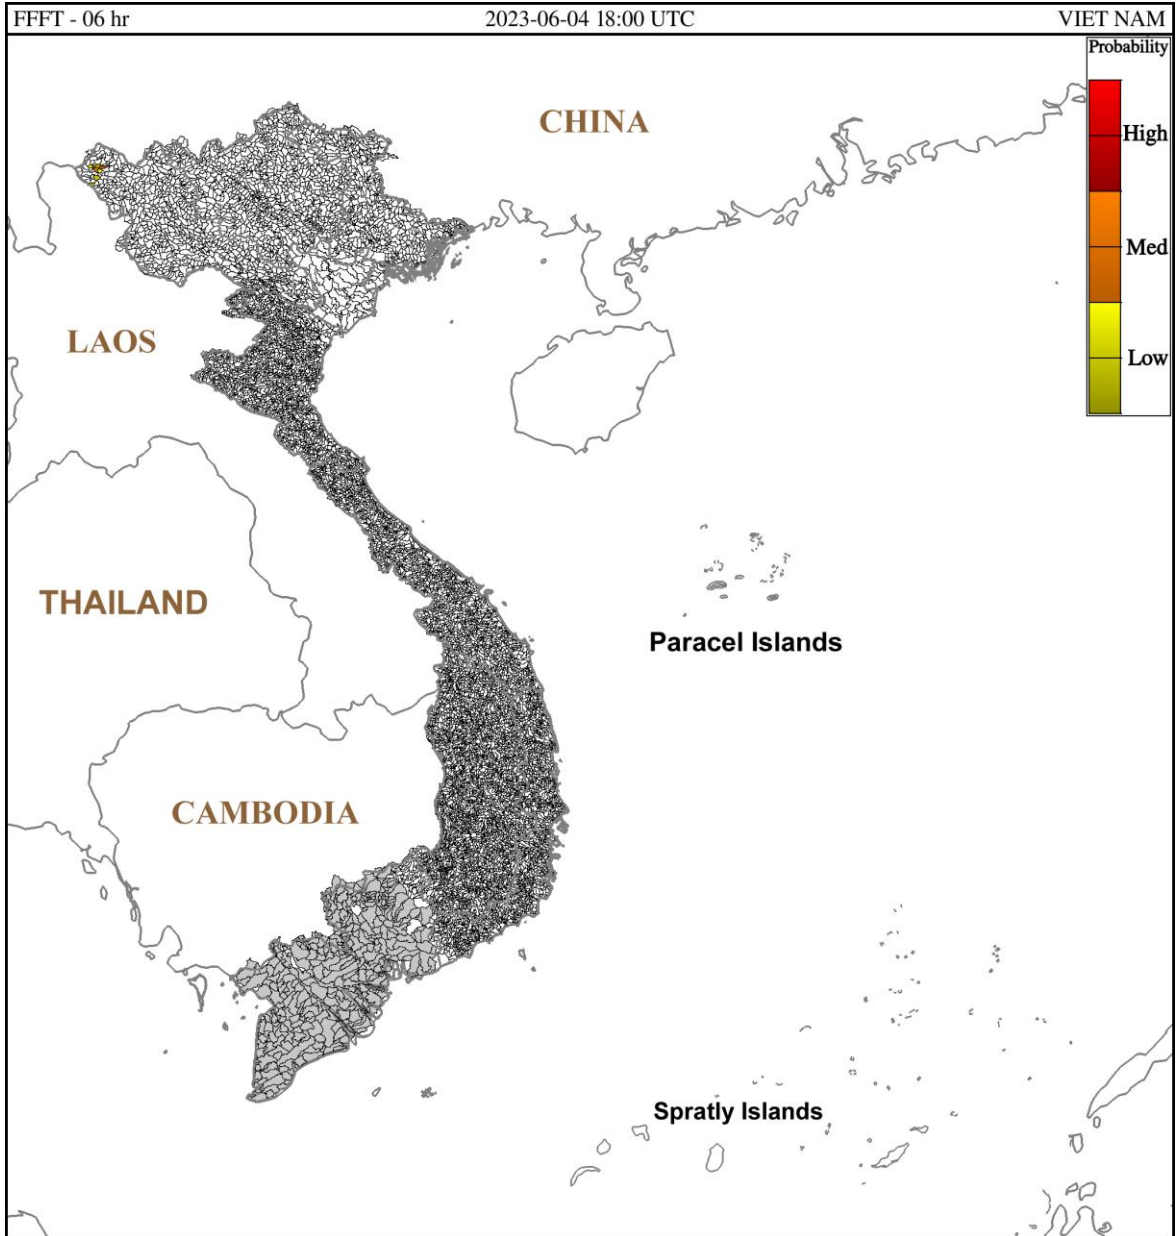 FFFT - 06 hr
2023-06-04 18:00 UTC
VIET NAM
Probability
High
Med
Low
CHINA
LAOS
THAILAND
Paracel Islands
CAMBODIA
Spratly Islands